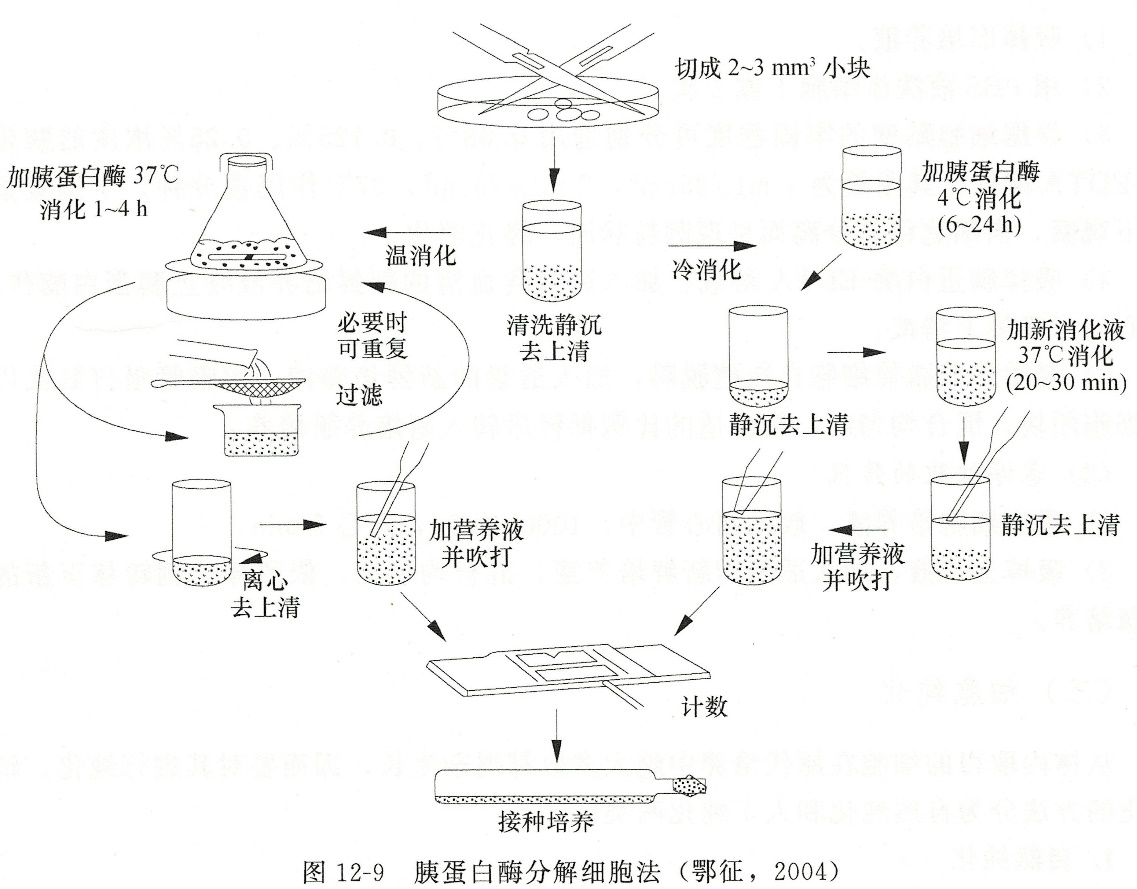 切成 2~3 mm³ 小块
加胰蛋白酶 37℃
消化 1~4 h
温消化
清洗静沉
去上清
冷消化
加胰蛋白酶
4℃消化
(6~24 h)
必要时
可重复
过滤
静沉去上清
加新消化液
37℃消化
(20~30 min)
离心
去上清
加营养液
并吹打
加营养液
并吹打
静沉去上清
计数
接种培养
图 12-9 胰蛋白酶分解细胞法（鄂征，2004）